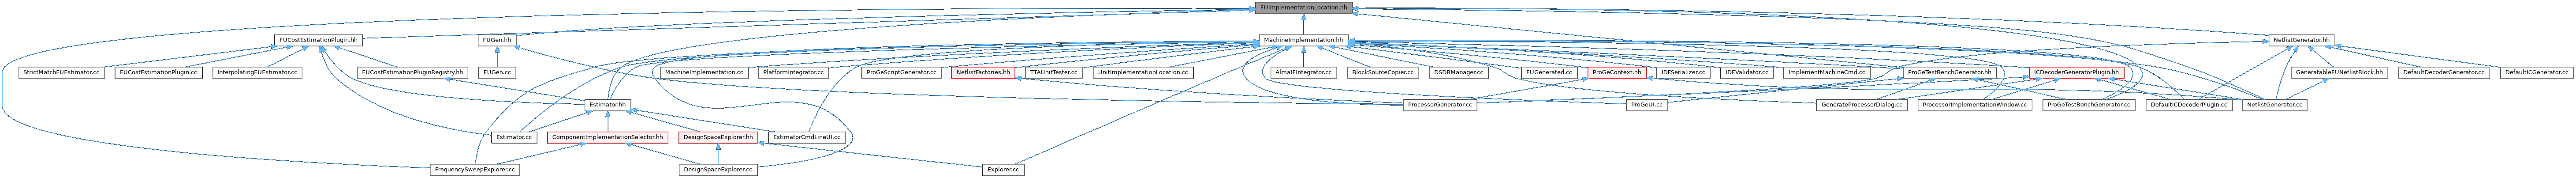 FUImplementationLocation.hh
FUCostEstimationPlugin.hh
FUGen.hh
MachineImplementation.hh
NetlistGenerator.hh
StrictMatchFUEstimator.cc
FUCostEstimationPlugin.cc
InterpolatingFUEstimator.cc
FUCostEstimationPluginRegistry.hh
FUGen.cc
MachineImplementation.cc
PlatformIntegrator.cc
ProGeScriptGenerator.cc
NetlistFactories.hh
TTAUnitTester.cc
UnitImplementationLocation.cc
AlmaIFIntegrator.cc
BlockSourceCopier.cc
DSDBManager.cc
FUGenerated.cc
ProGeContext.hh
IDFSerializer.cc
IDFValidator.cc
ImplementMachineCmd.cc
ProGeTestBenchGenerator.hh
ICDecoderGeneratorPlugin.hh
GeneratableFUNetlistBlock.hh
DefaultDecoderGenerator.cc
DefaultICGenerator.cc
Estimator.hh
ProcessorGenerator.cc
ProGeUI.cc
GenerateProcessorDialog.cc
ProcessorImplementationWindow.cc
ProGeTestBenchGenerator.cc
DefaultICDecoderPlugin.cc
NetlistGenerator.cc
Estimator.cc
ComponentImplementationSelector.hh
DesignSpaceExplorer.hh
EstimatorCmdLineUI.cc
FrequencySweepExplorer.cc
DesignSpaceExplorer.cc
Explorer.cc